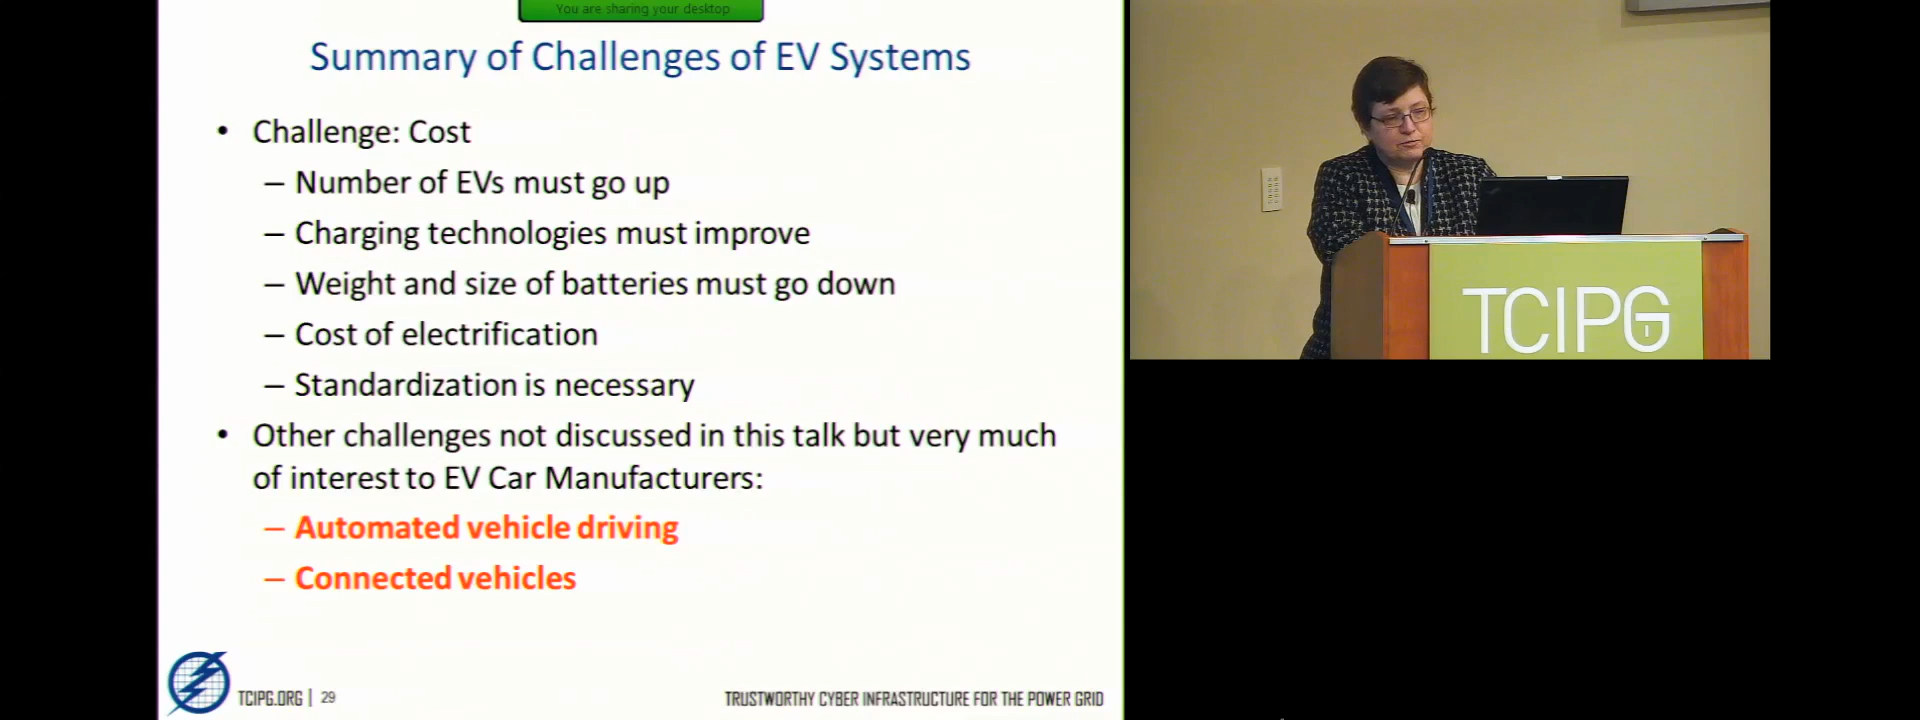 You are sharing your desktop
Summary of Challenges of EV Systems
• Challenge: Cost
– Number of EVs must go up
– Charging technologies must improve
– Weight and size of batteries must go down
– Cost of electrification
– Standardization is necessary
• Other challenges not discussed in this talk but very much
of interest to EV Car Manufacturers:
– Automated vehicle driving
– Connected vehicles
TCIPG.ORG | 29
TRUSTWORTHY CYBER INFRASTRUCTURE FOR THE POWER GRID
TCIPG